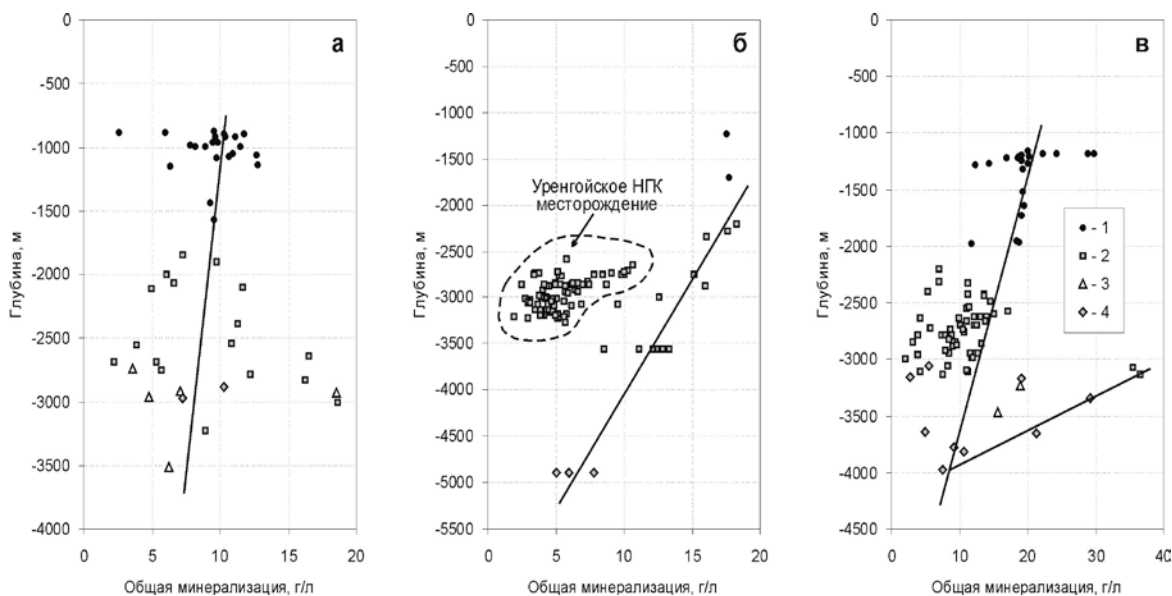 а
0
-500
-1000
-1500
-2000
-2500
-3000
-3500
-4000
Глубина, м
0 5 10 15 20
Общая минерализация, г/л
б
0
-500
-1000
-1500
-2000
-2500
-3000
-3500
-4000
-4500
-5000
-5500
Глубина, м
Уренгойское НГК
месторождение
0 5 10 15 20
Общая минерализация, г/л
в
0
-500
-1000
-1500
-2000
-2500
-3000
-3500
-4000
-4500
Глубина, м
- 1
- 2
- 3
- 4
0 10 20 30 40
Общая минерализация, г/л